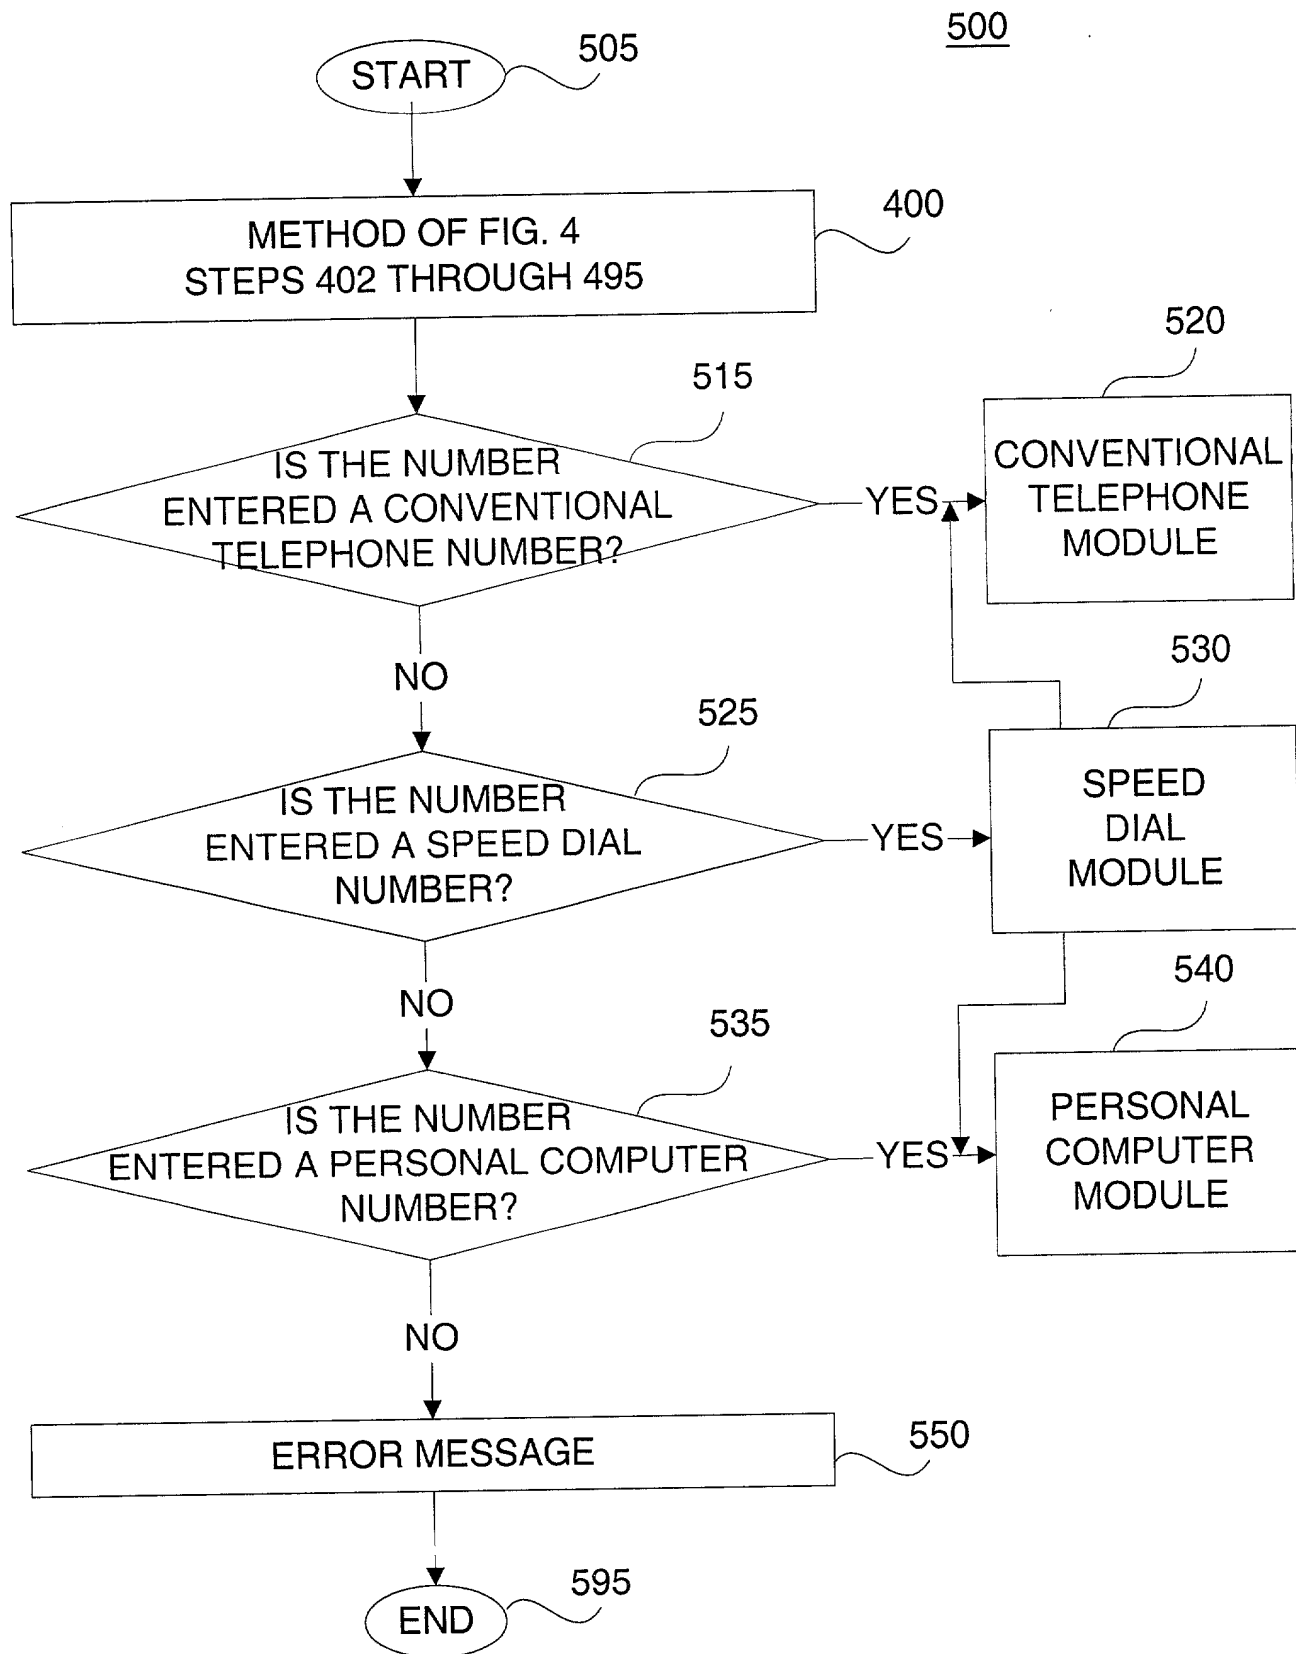 500
START
505
METHOD OF FIG. 4
STEPS 402 THROUGH 495
400
IS THE NUMBER
ENTERED A CONVENTIONAL
TELEPHONE NUMBER?
515
YES
CONVENTIONAL
TELEPHONE
MODULE
520
NO
IS THE NUMBER
ENTERED A SPEED DIAL
NUMBER?
525
YES
SPEED
DIAL
MODULE
530
NO
IS THE NUMBER
ENTERED A PERSONAL COMPUTER
NUMBER?
535
YES
PERSONAL
COMPUTER
MODULE
540
NO
ERROR MESSAGE
550
END
595